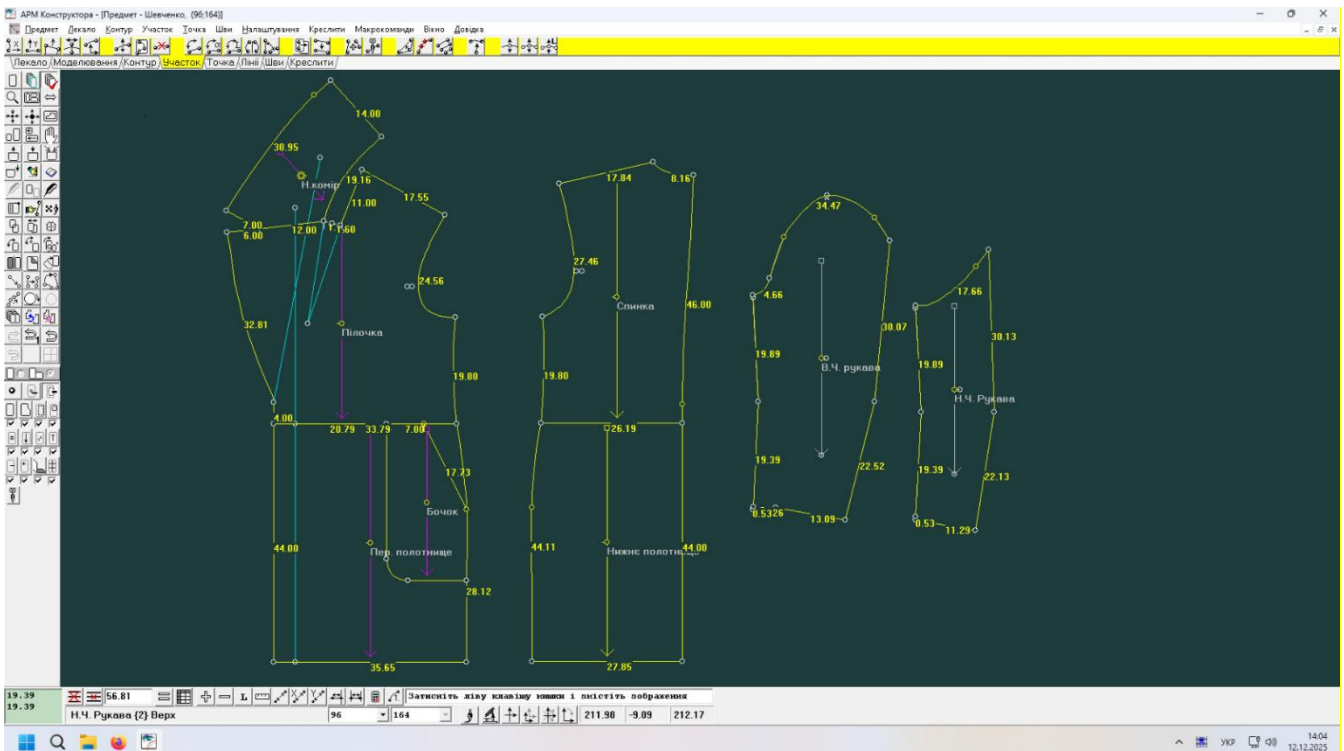 АРМ Конструктора - [Предмет - Шевченко, (96;164)]
Предмет Лекало Контур Участок Точка Шви Налаштування Креслити Макрокоманди Вікно Довідка
Лекало Моделювання Контур Участок Точка Лінії Шви Креслити
14.00
30.95
Н.комір
19.16
11.00
17.55
7.00
6.00
12.00
1.60
24.56
32.81
Пілочка
19.80
4.00
20.79 33.79 7.00
17.73
Бочок
44.00
Пер. полотнище
28.12
35.65
17.84
8.16
27.46
Спинка
46.00
19.80
26.19
44.11
Нижнє полотнище
44.00
27.85
34.47
4.66
30.07
19.89
В.Ч. рукава
19.39
22.52
0.53
26
13.09
17.66
30.13
19.89
Н.Ч. Рукава
19.39
22.13
0.53
11.29
19.39
19.39
56.81
L
Затисніть ліву клавішу мишки і змістіть зображення
Н.Ч. Рукава {2} Верх
96
164
211.98 -9.09 212.17
УКР
14:04
12.12.2025